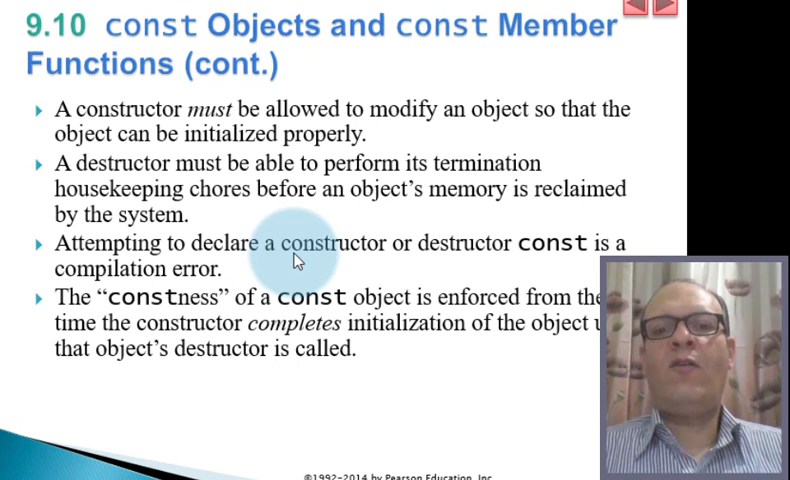 9.10 const Objects and const Member
Functions (cont.)
A constructor must be allowed to modify an object so that the
object can be initialized properly.
A destructor must be able to perform its termination
housekeeping chores before an object's memory is reclaimed
by the system.
Attempting to declare a constructor or destructor const is a
compilation error.
The “constness” of a const object is enforced from the
time the constructor completes initialization of the object
that object's destructor is called.
©1992-2014 by Pearson Education, Inc